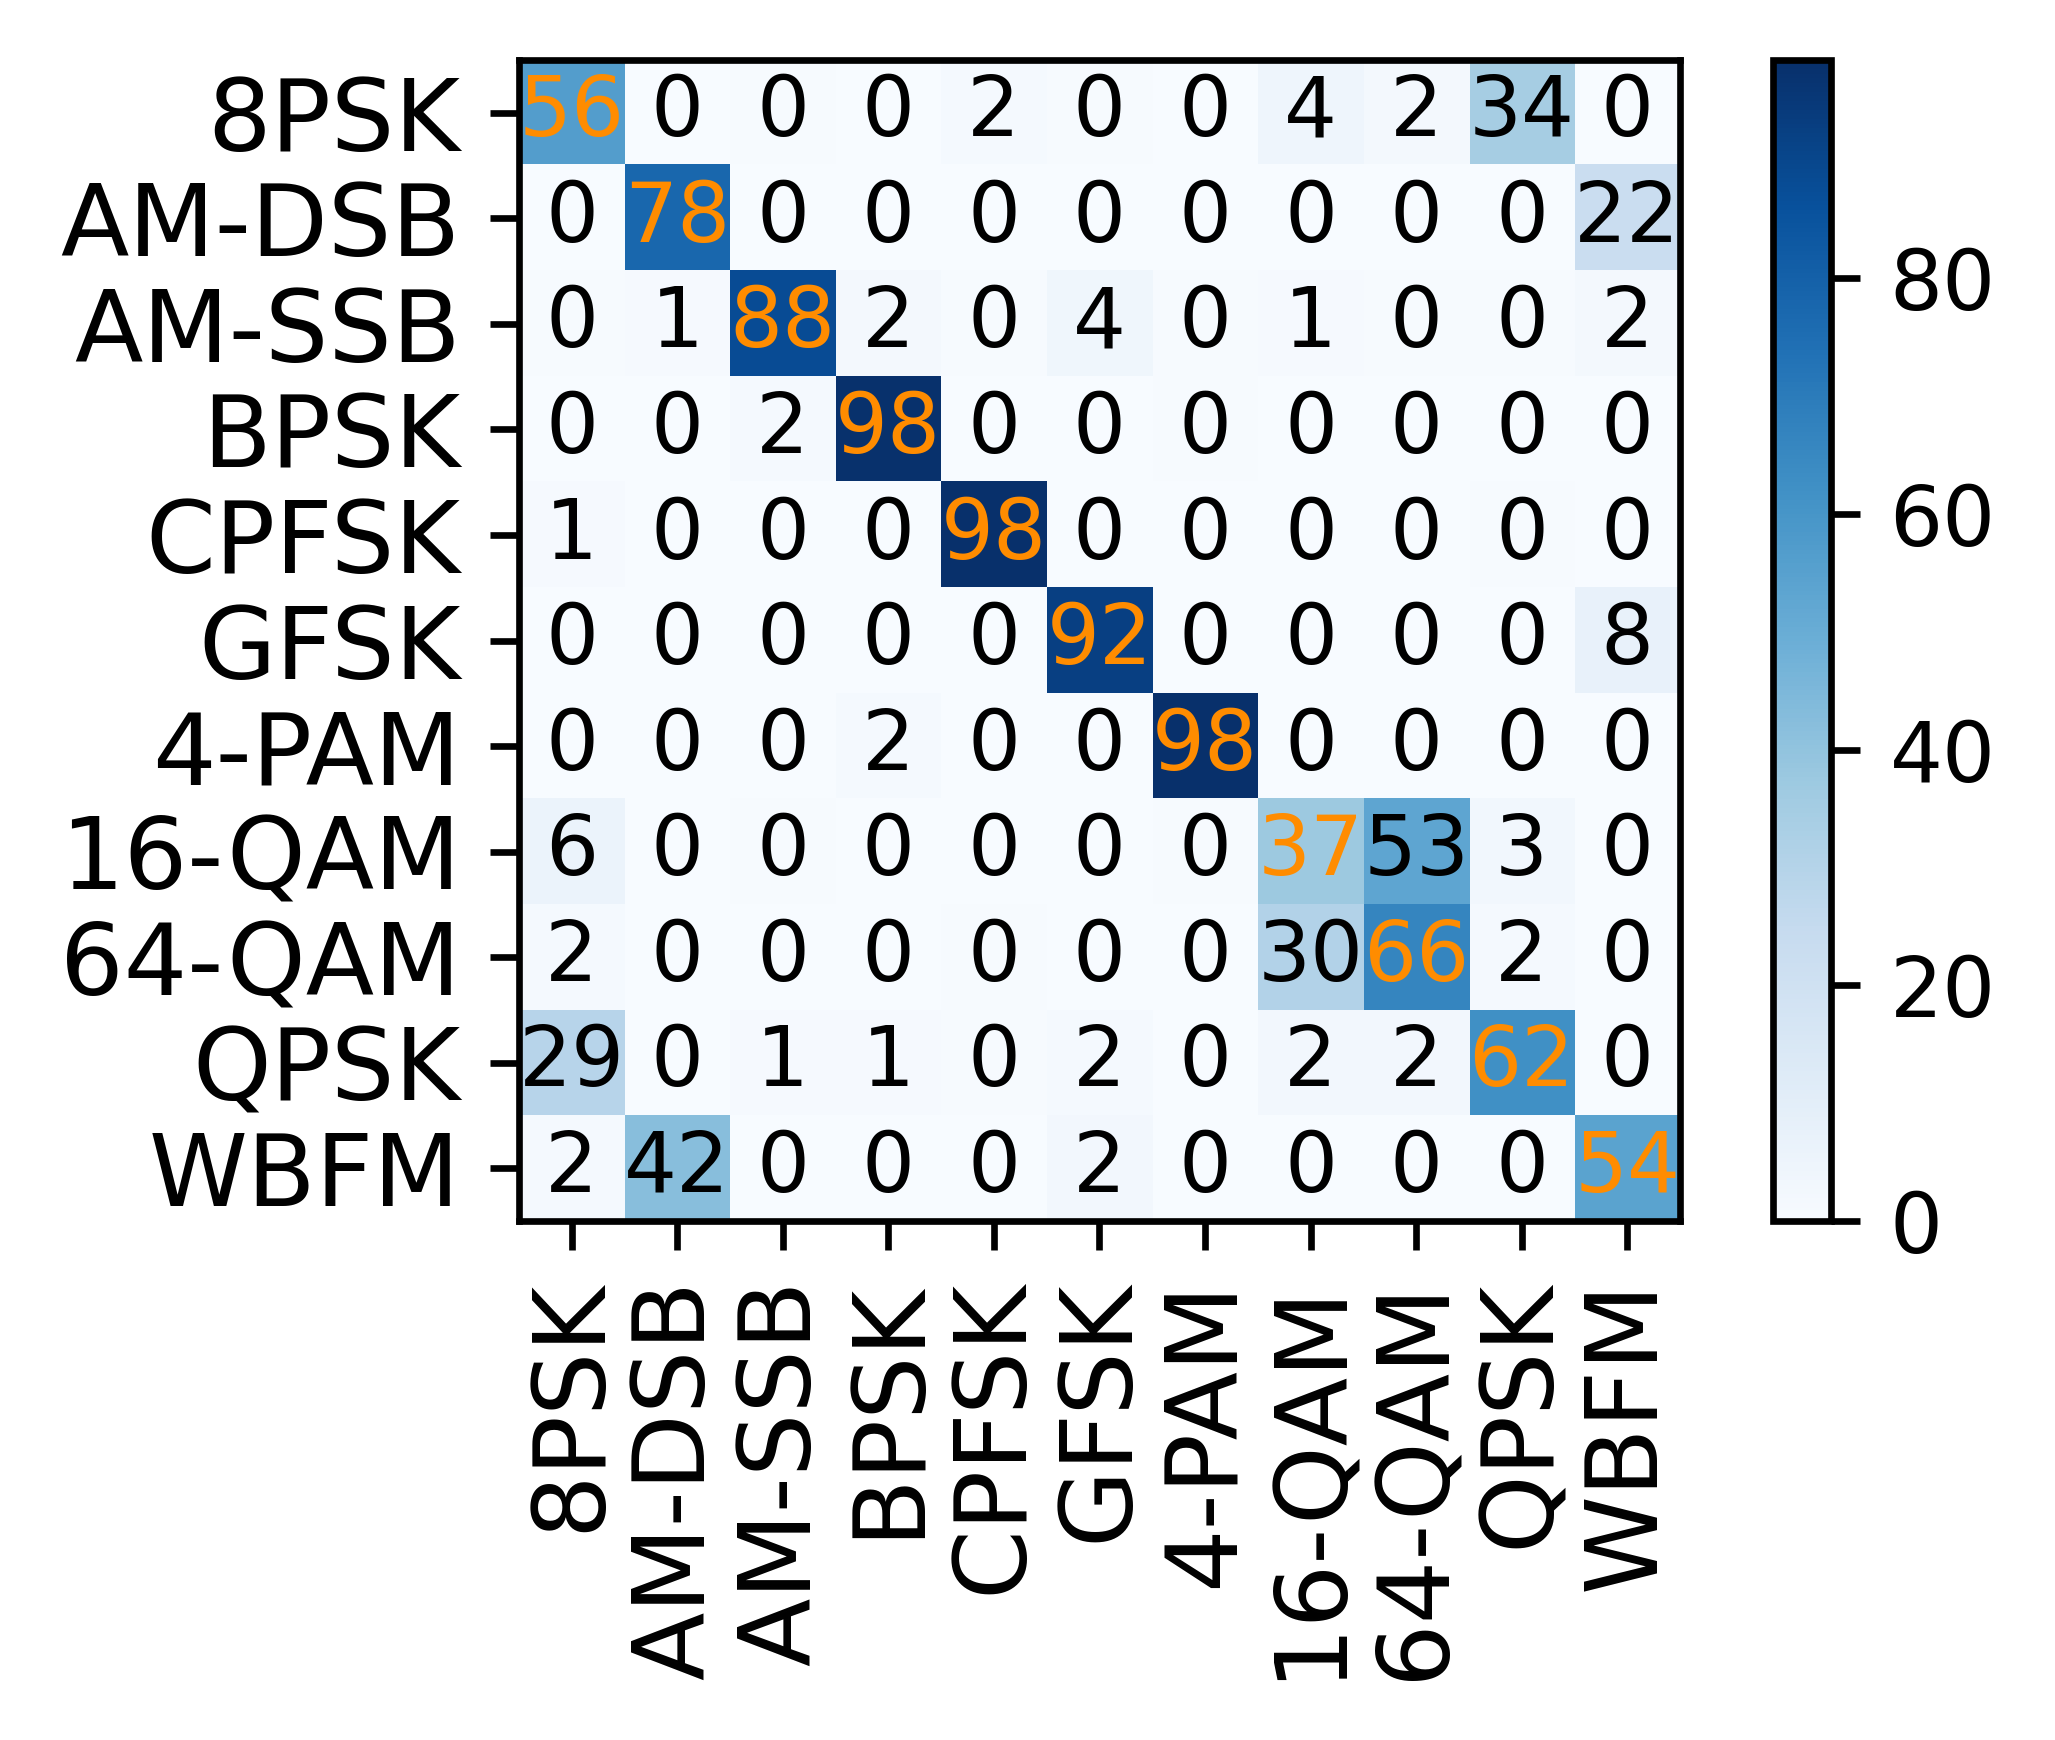 8PSK 56 0 0 0 2 0 0 4 2 34 0
AM-DSB 0 78 0 0 0 0 0 0 0 0 22
AM-SSB 0 1 88 2 0 4 0 1 0 0 2
BPSK 0 0 2 98 0 0 0 0 0 0 0
CPFSK 1 0 0 0 98 0 0 0 0 0 0
GFSK 0 0 0 0 0 92 0 0 0 0 8
4-PAM 0 0 0 2 0 0 98 0 0 0 0
16-QAM 6 0 0 0 0 0 0 37 53 3 0
64-QAM 2 0 0 0 0 0 0 30 66 2 0
QPSK 29 0 1 1 0 2 0 2 2 62 0
WBFM 2 42 0 0 0 2 0 0 0 0 54
8PSK
AM-DSB
AM-SSB
BPSK
CPFSK
GFSK
4-PAM
16-QAM
64-QAM
QPSK
WBFM
80
60
40
20
0